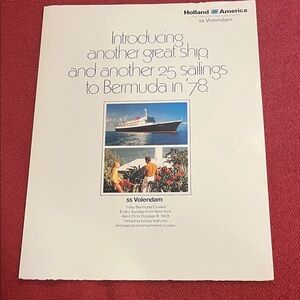 Holland America
ss Volendam
Introducing
another great ship
and another 25 sailings
to Bermuda in '78
ss Volendam
7-day Bermuda Cruises
Every Sunday from New York
April 23 to October 8, 1978
Including bonus features
and special entertainment cruises